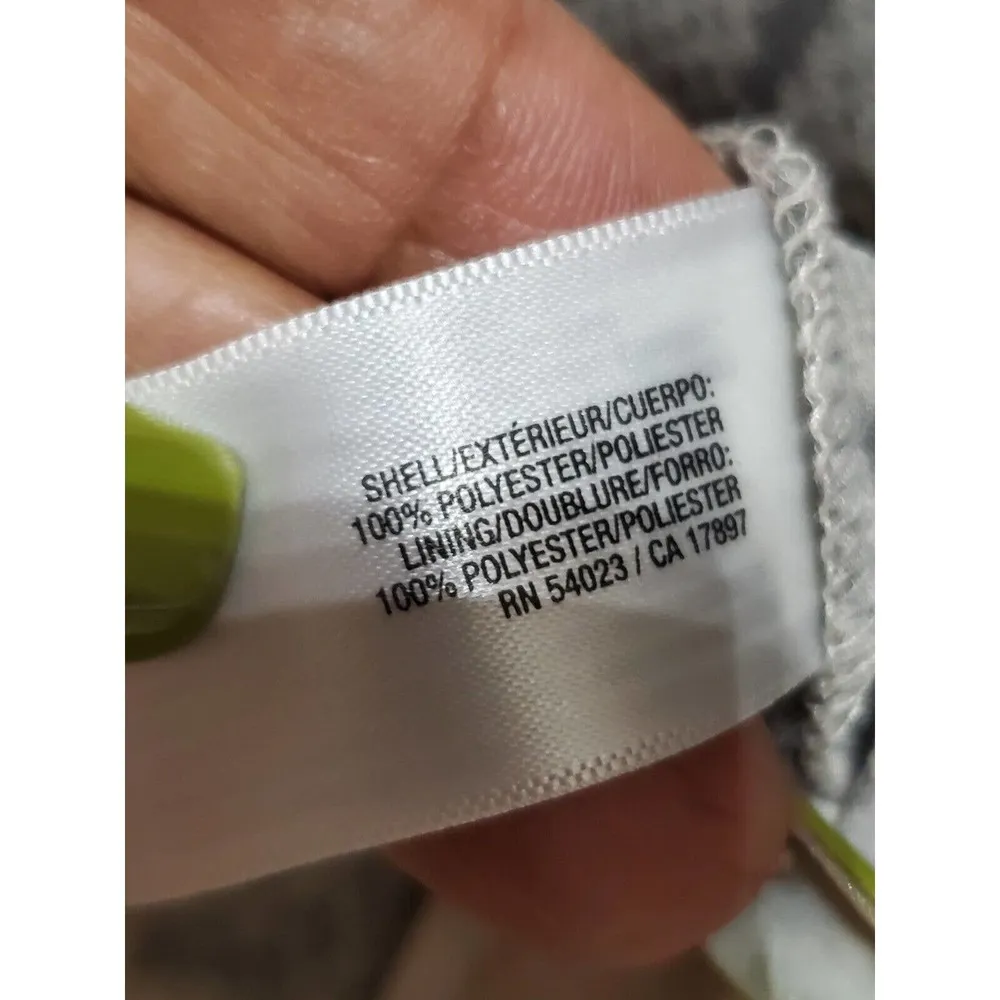 SHELL/EXTÉRIEUR/CUERPO:
100% POLYESTER/POLIESTER
LINING/DOUBLURE/FORRO:
100% POLYESTER/POLIESTER
RN 54023 / CA 17897